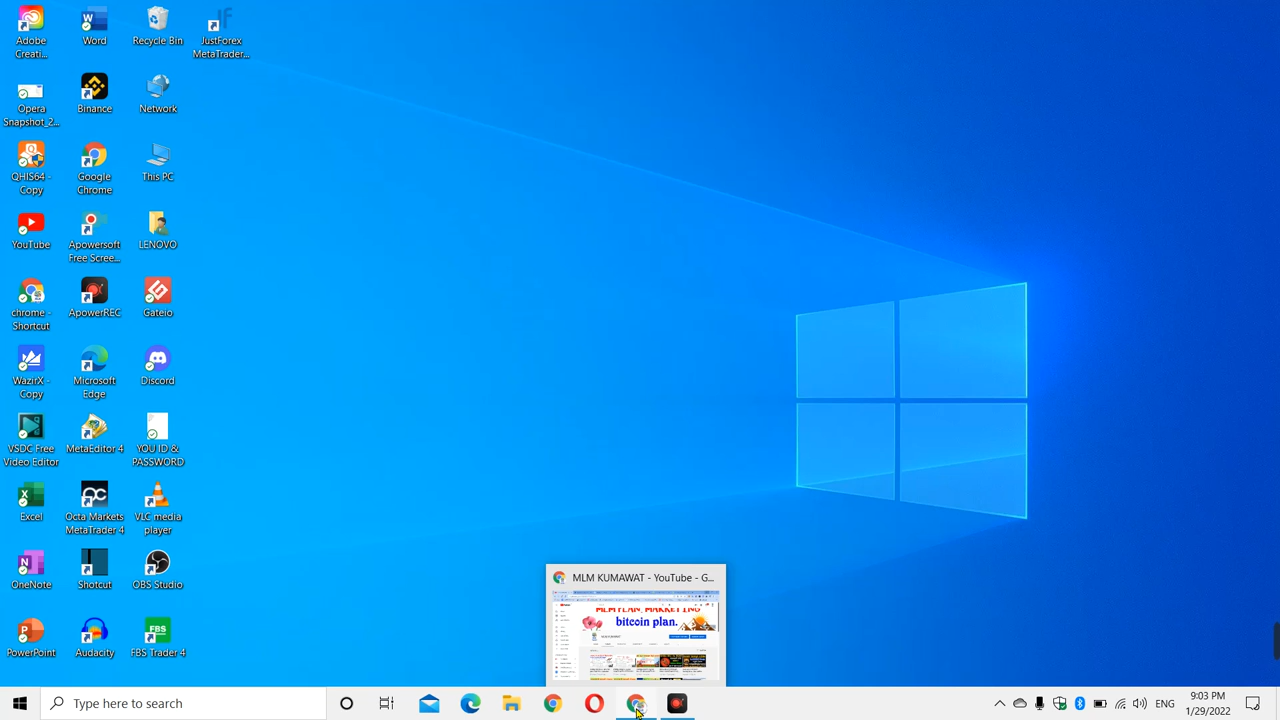 Adobe
Creati...
Word
Recycle Bin
JustForex
MetaTrader...
Opera
Snapshot_2...
Binance
Network
QHIS64 -
Copy
Google
Chrome
This PC
YouTube
Apowersoft
Free Scree...
LENOVO
chrome -
Shortcut
ApowerREC
Gateio
WazirX -
Copy
Microsoft
Edge
Discord
VSDC Free
Video Editor
MetaEditor 4
YOU ID &
PASSWORD
Excel
Octa Markets
MetaTrader 4
VLC media
player
OneNote
Shotcut
OBS Studio
PowerPoint
Audacity
FBS Trader 4
MLM KUMAWAT - YouTube - G...
MLM PLAN MARKETING
bitcoin plan.
Type here to search
ENG
9:03 PM
1/29/2022